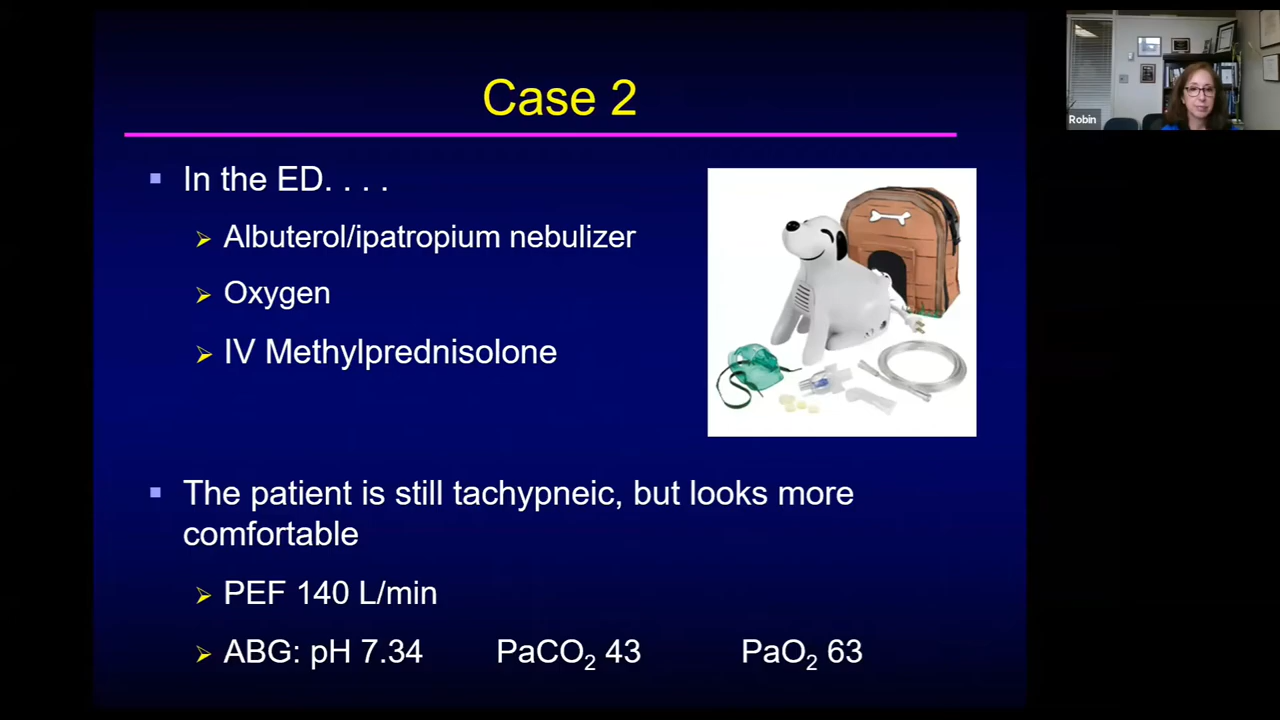 Case 2
In the ED. . . .
Albuterol/ipatropium nebulizer
Oxygen
IV Methylprednisolone
The patient is still tachypneic, but looks more
comfortable
PEF 140 L/min
ABG: pH 7.34 PaCO₂ 43 PaO₂ 63
Robin